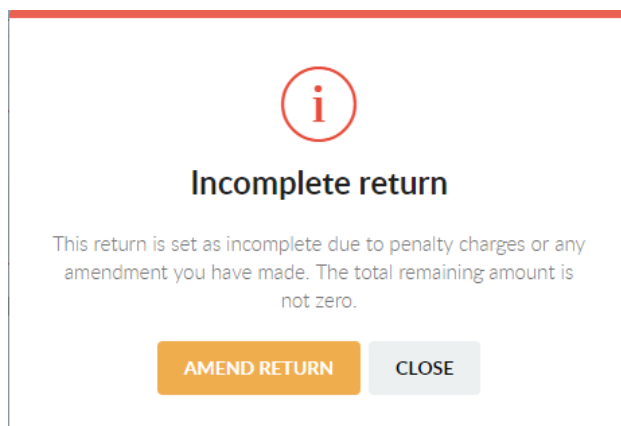 i
Incomplete return
This return is set as incomplete due to penalty charges or any
amendment you have made. The total remaining amount is
not zero.
AMEND RETURN CLOSE